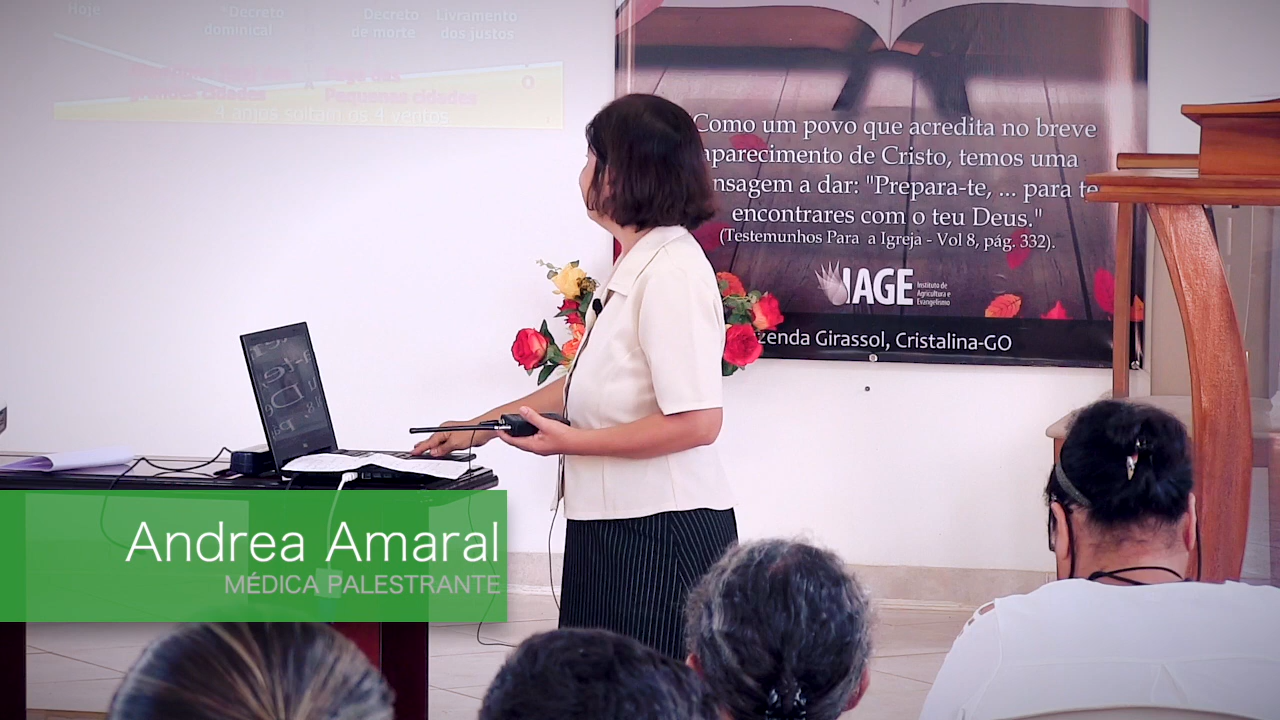 Hoje
Decreto
dominical
Decreto
de morte
Livramento
dos justos
Pequenas cidades
4 anjos soltam os 4 ventos.
Como um povo que acredita no breve
aparecimento de Cristo, temos uma
nsagem a dar: "Prepara-te, ... para te
encontrares com o teu Deus."
(Testemunhos Para a Igreja - Vol 8, pág. 332).
IAGE
Instituto de
Agricultura e
Evangelismo
zenda Girassol, Cristalina-GO
Andrea Amaral
MÉDICA PALESTRANTE